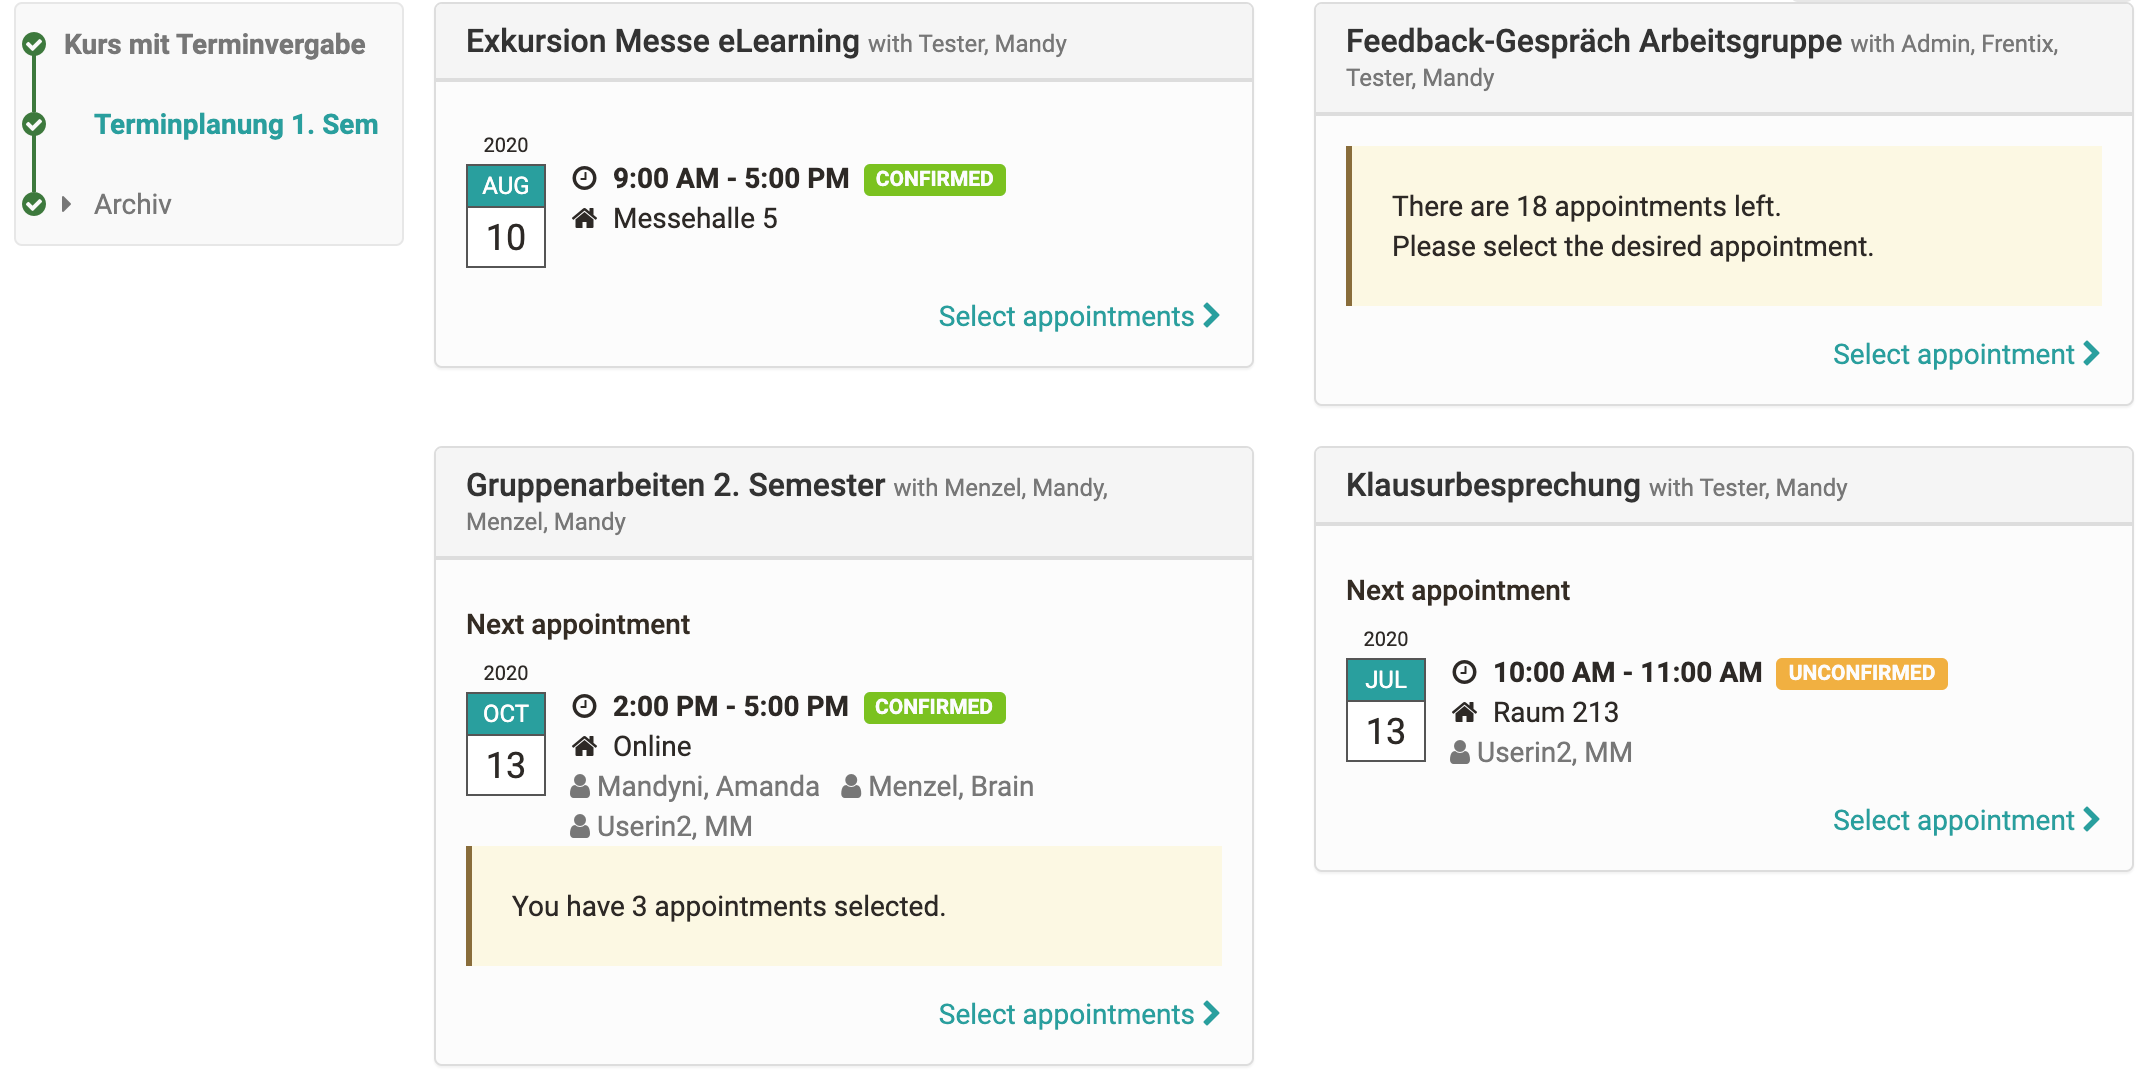 Kurs mit Terminvergabe
Terminplanung 1. Sem
Archiv
Exkursion Messe eLearning with Tester, Mandy
2020
AUG
10
9:00 AM - 5:00 PM CONFIRMED
Messehalle 5
Select appointments
Feedback-Gespräch Arbeitsgruppe with Admin, Frentix,
Tester, Mandy
There are 18 appointments left.
Please select the desired appointment.
Select appointment
Gruppenarbeiten 2. Semester with Menzel, Mandy,
Menzel, Mandy
Next appointment
2020
OCT
13
2:00 PM - 5:00 PM CONFIRMED
Online
Mandyni, Amanda Menzel, Brain
Userin2, MM
You have 3 appointments selected.
Select appointments
Klausurbesprechung with Tester, Mandy
Next appointment
2020
JUL
13
10:00 AM - 11:00 AM UNCONFIRMED
Raum 213
Userin2, MM
Select appointment